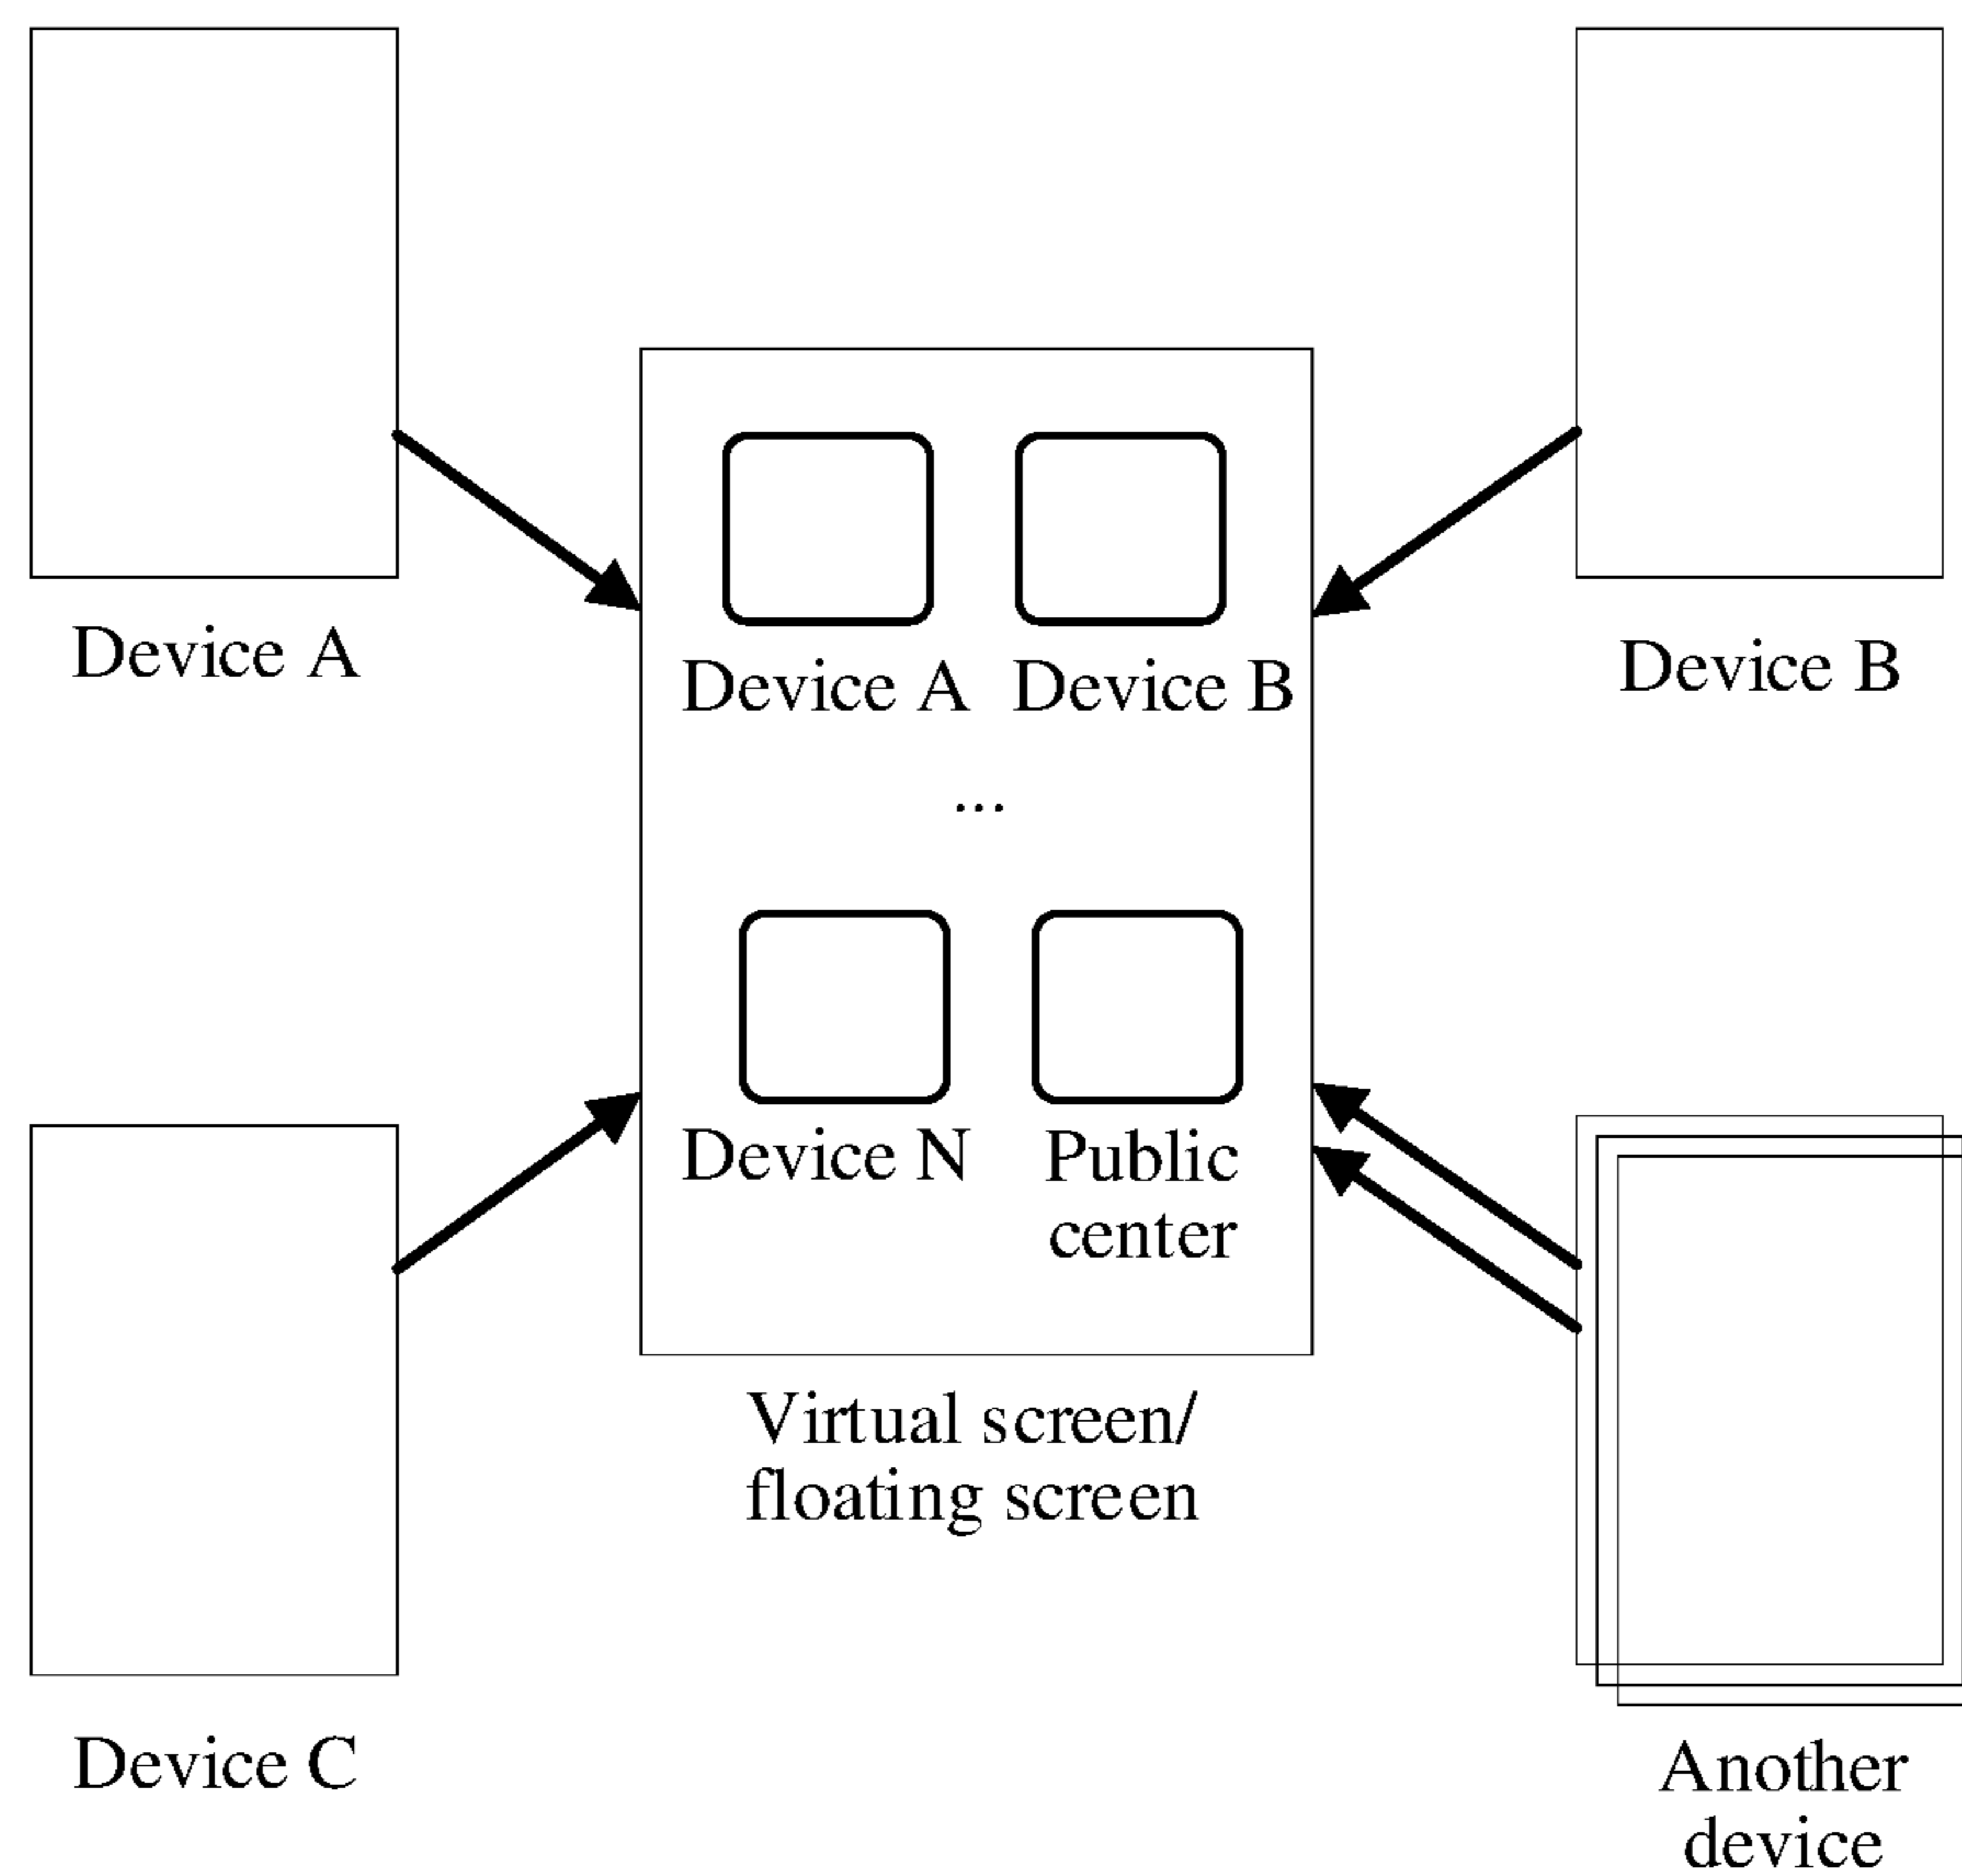 Device A
Device B
Device A
Device B
...
Device N
Public
center
Virtual screen/
floating screen
Device C
Another
device